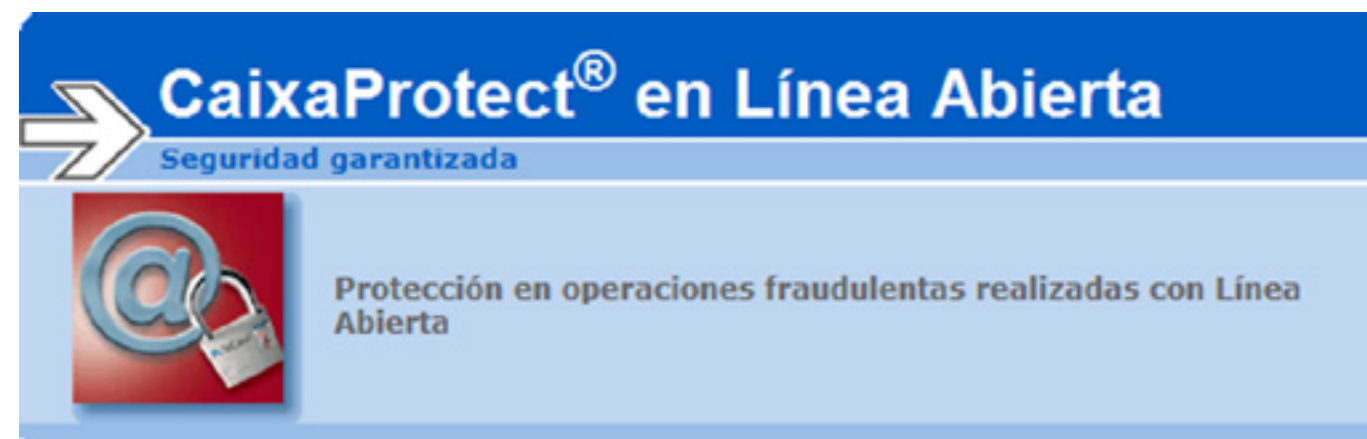 CaixaProtect® en Línea Abierta
Seguridad garantizada
Protección en operaciones fraudulentas realizadas con Línea
Abierta